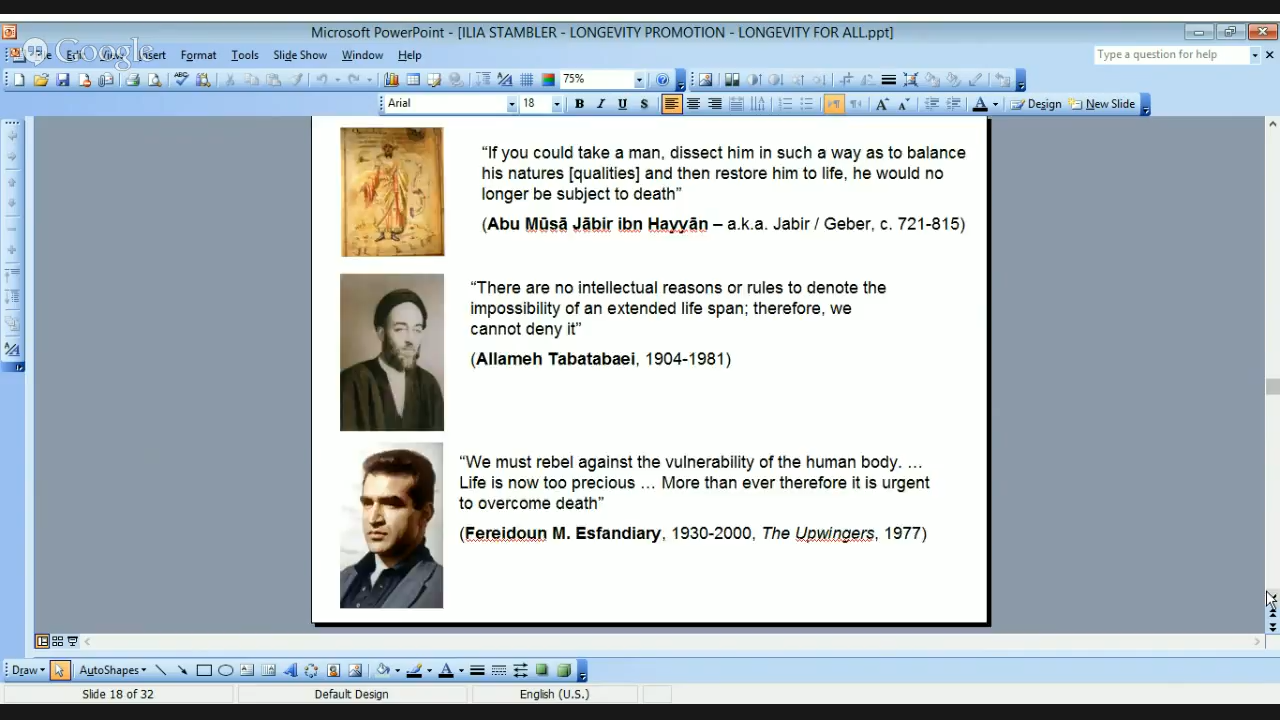 Microsoft PowerPoint - [ILIA STAMBLER - LONGEVITY PROMOTION - LONGEVITY FOR ALL.ppt]
Google
Insert Format Tools Slide Show Window Help
Type a question for help
75%
Arial 18 Design New Slide
“If you could take a man, dissect him in such a way as to balance
his natures [qualities] and then restore him to life, he would no
longer be subject to death”
(Abu Mūsā Jābir ibn Hayyān – a.k.a. Jabir / Geber, c. 721-815)
“There are no intellectual reasons or rules to denote the
impossibility of an extended life span; therefore, we
cannot deny it”
(Allameh Tabatabaei, 1904-1981)
“We must rebel against the vulnerability of the human body. …
Life is now too precious … More than ever therefore it is urgent
to overcome death”
(Fereidoun M. Esfandiary, 1930-2000, The Upwingers, 1977)
Draw AutoShapes
Slide 18 of 32 Default Design English (U.S.)